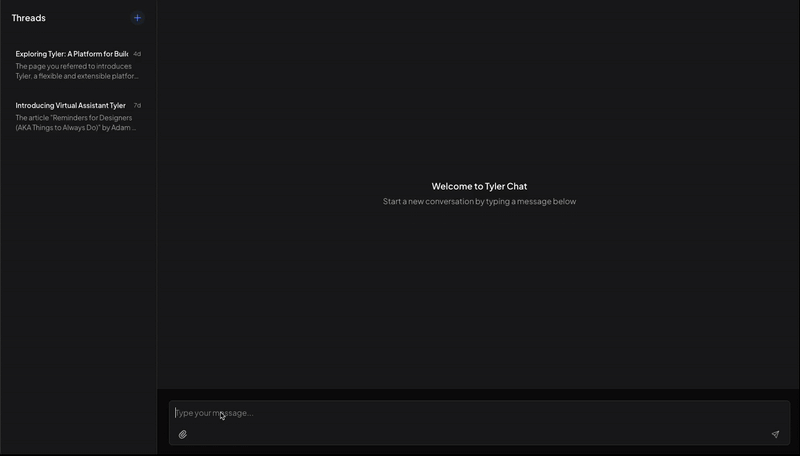 Threads
+
Exploring Tyler: A Platform for Buil
4d
The page you referred to introduces
Tyler, a flexible and extensible platfor...
Introducing Virtual Assistant Tyler
7d
The article "Reminders for Designers
(AKA Things to Always Do)" by Adam ...
Welcome to Tyler Chat
Start a new conversation by typing a message below
Type your message...